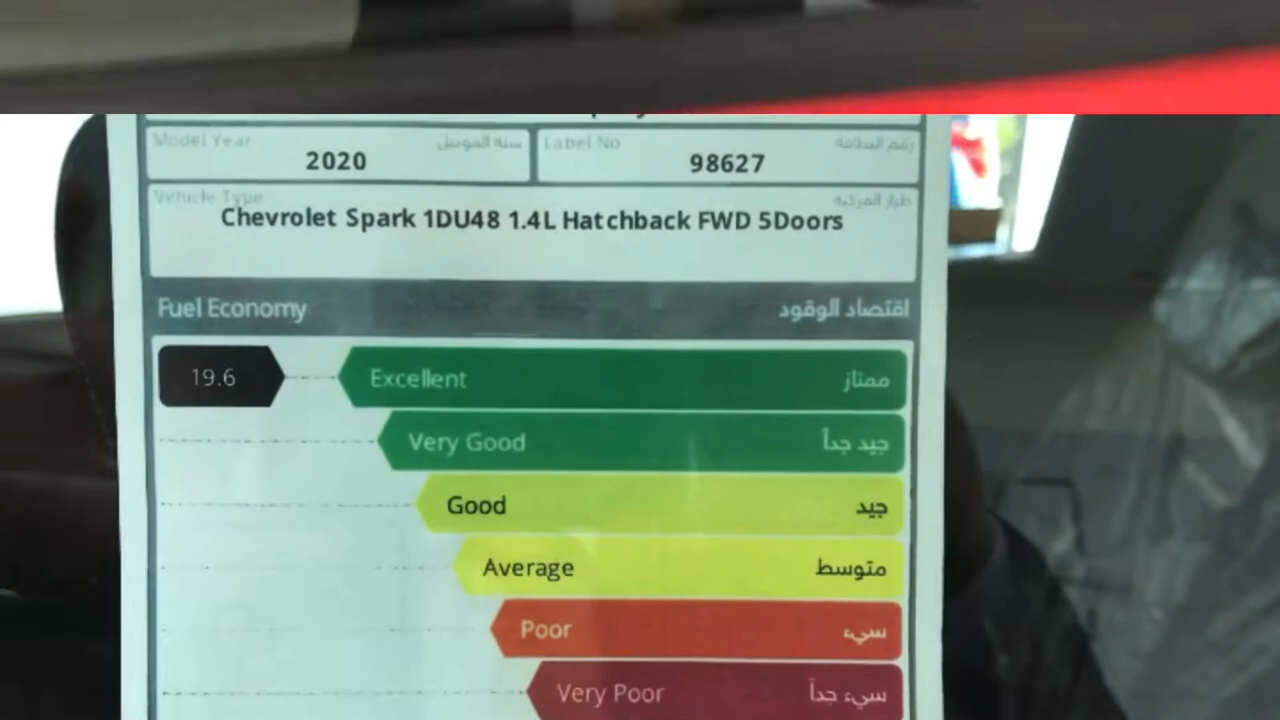 Model Year سنة الموديل Label No رقم البطاقة
2020 98627
Vehicle Type طراز المركبة
Chevrolet Spark 1DU48 1.4L Hatchback FWD 5Doors
Fuel Economy اقتصاد الوقود
19.6 Excellent ممتاز
Very Good جيد جداً
Good جيد
Average متوسط
Poor سيء
Very Poor سيء جداً